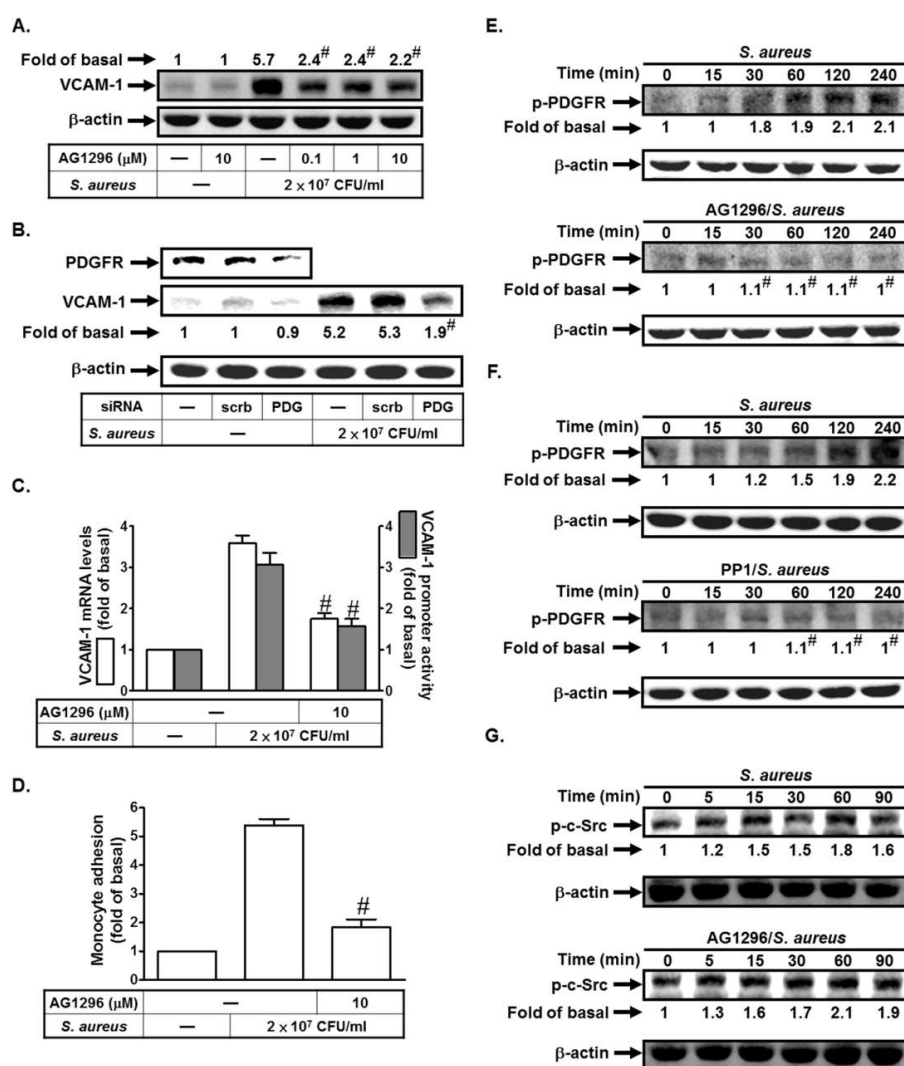 A.
Fold of basal 1 1 5.7 2.4# 2.4# 2.2#
VCAM-1
β-actin
AG1296 (μM) — 10 — 0.1 1 10
S. aureus — 2 x 10⁷ CFU/ml
B.
PDGFR
VCAM-1
Fold of basal 1 1 0.9 5.2 5.3 1.9#
β-actin
siRNA — scrb PDG — scrb PDG
S. aureus — 2 x 10⁷ CFU/ml
C.
VCAM-1 mRNA levels
(fold of basal)
4
3
2
1
0
# #
4
3
2
1
0
VCAM-1 promoter activity
(fold of basal)
AG1296 (μM) — 10
S. aureus — 2 x 10⁷ CFU/ml
D.
Monocyte adhesion
(fold of basal)
6
5
4
3
2
1
0
#
AG1296 (μM) — 10
S. aureus — 2 x 10⁷ CFU/ml
E.
S. aureus
Time (min) 0 15 30 60 120 240
p-PDGFR
Fold of basal 1 1 1.8 1.9 2.1 2.1
β-actin
AG1296/S. aureus
Time (min) 0 15 30 60 120 240
p-PDGFR
Fold of basal 1 1 1.1# 1.1# 1.1# 1#
β-actin
F.
S. aureus
Time (min) 0 15 30 60 120 240
p-PDGFR
Fold of basal 1 1 1.2 1.5 1.9 2.2
β-actin
PP1/S. aureus
Time (min) 0 15 30 60 120 240
p-PDGFR
Fold of basal 1 1 1 1.1# 1.1# 1#
β-actin
G.
S. aureus
Time (min) 0 5 15 30 60 90
p-c-Src
Fold of basal 1 1.2 1.5 1.5 1.8 1.6
β-actin
AG1296/S. aureus
Time (min) 0 5 15 30 60 90
p-c-Src
Fold of basal 1 1.3 1.6 1.7 2.1 1.9
β-actin